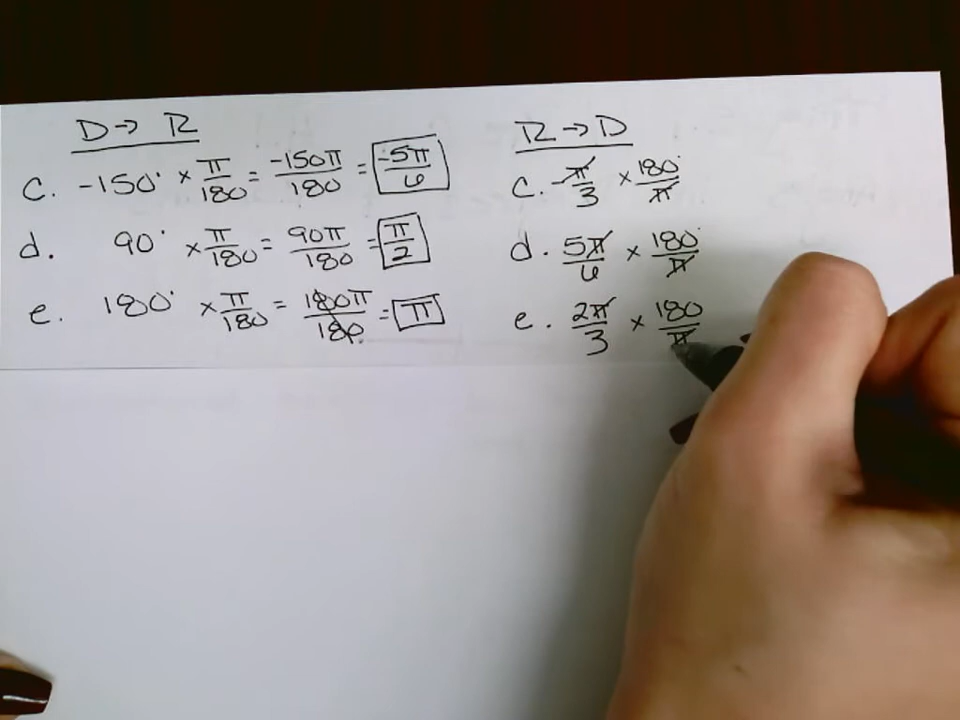 D → R
c. -150° × π/180 = -150π/180 = -5π/6
d. 90° × π/180 = 90π/180 = π/2
e. 180° × π/180 = 180π/180 = π
R → D
c. -π/3 × 180°/π
d. 5π/6 × 180°/π
e. 2π/3 × 180/π